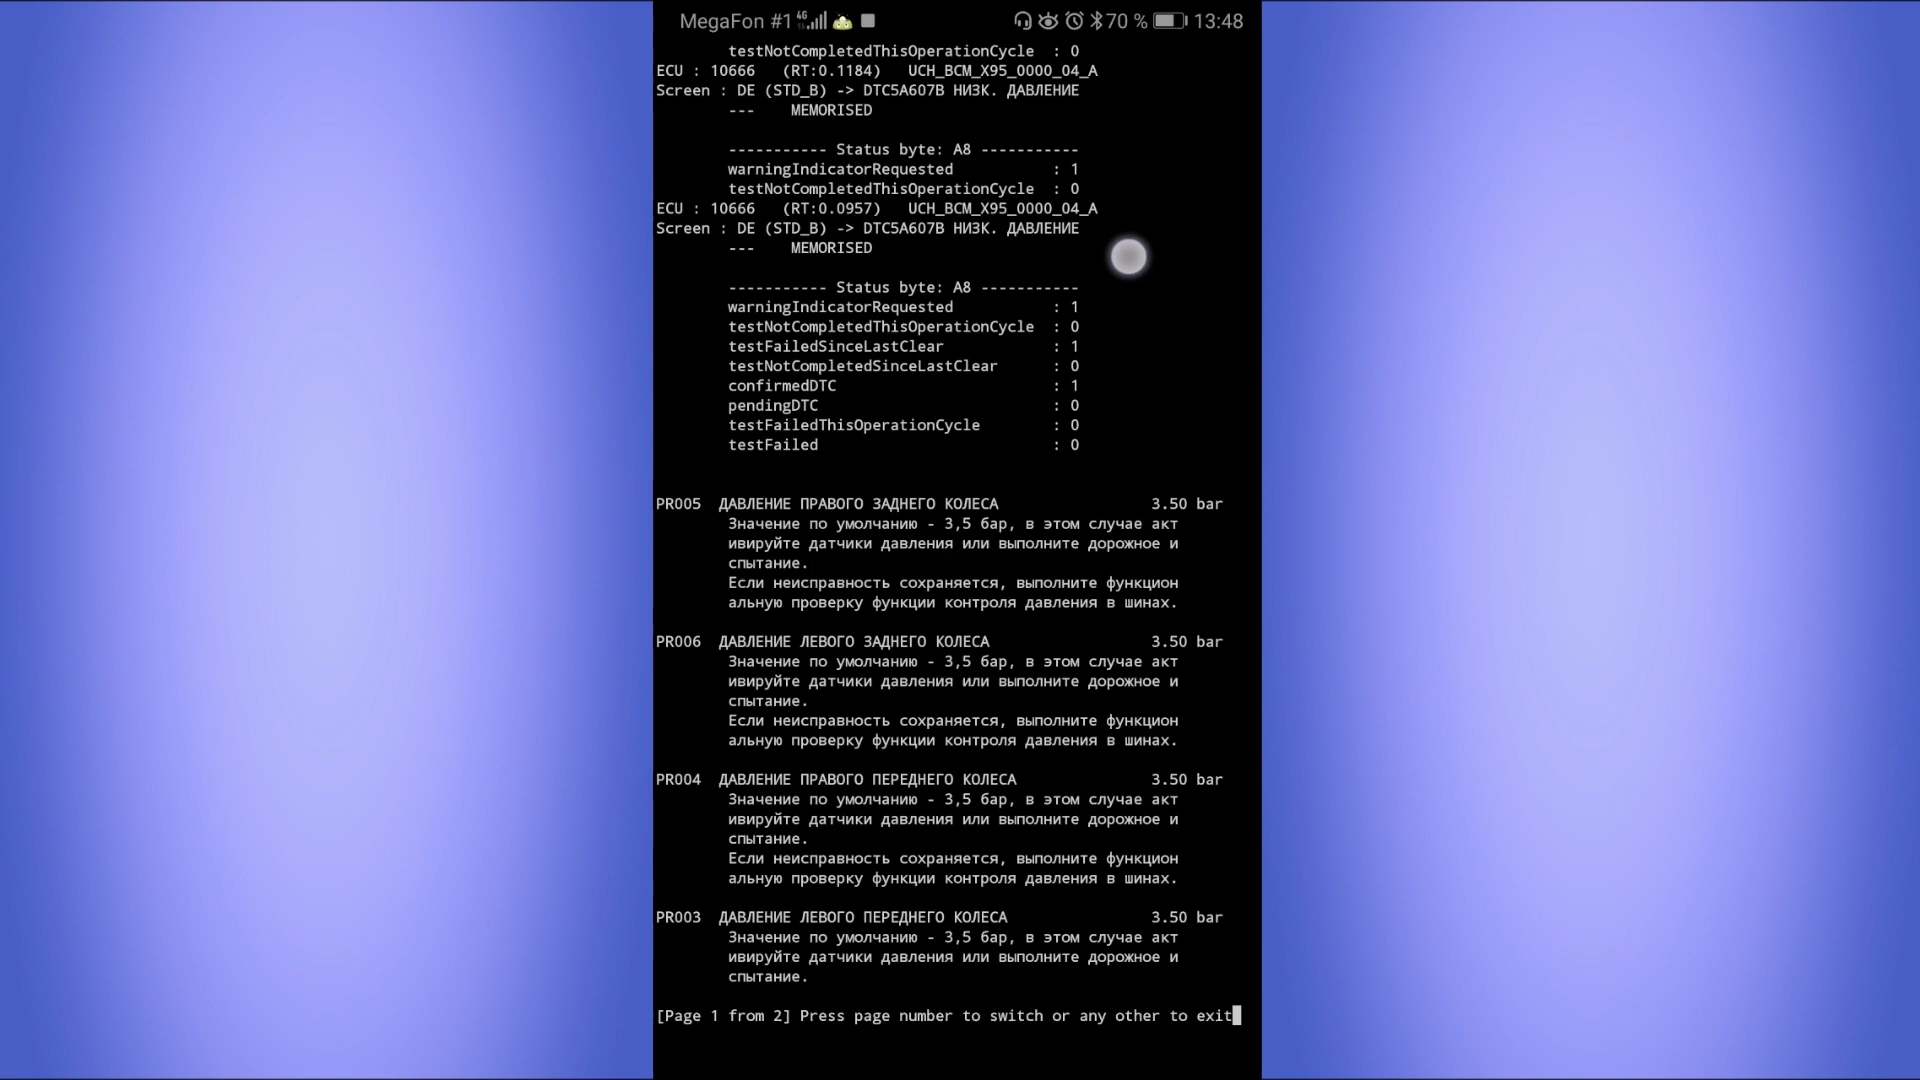 MegaFon #1 4G 70 % 13:48
testNotCompletedThisOperationCycle : 0
ECU : 10666 (RT:0.1184) UCH_BCM_X95_0000_04_A
Screen : DE (STD_B) -> DTC5A607B НИЗК. ДАВЛЕНИЕ
--- MEMORISED
----------- Status byte: A8 -----------
warningIndicatorRequested : 1
testNotCompletedThisOperationCycle : 0
ECU : 10666 (RT:0.0957) UCH_BCM_X95_0000_04_A
Screen : DE (STD_B) -> DTC5A607B НИЗК. ДАВЛЕНИЕ
--- MEMORISED
----------- Status byte: A8 -----------
warningIndicatorRequested : 1
testNotCompletedThisOperationCycle : 0
testFailedSinceLastClear : 1
testNotCompletedSinceLastClear : 0
confirmedDTC : 1
pendingDTC : 0
testFailedThisOperationCycle : 0
testFailed : 0
PR005 ДАВЛЕНИЕ ПРАВОГО ЗАДНЕГО КОЛЕСА 3.50 bar
Значение по умолчанию - 3,5 бар, в этом случае акт
ивируйте датчики давления или выполните дорожное и
спытание.
Если неисправность сохраняется, выполните функцион
альную проверку функции контроля давления в шинах.
PR006 ДАВЛЕНИЕ ЛЕВОГО ЗАДНЕГО КОЛЕСА 3.50 bar
Значение по умолчанию - 3,5 бар, в этом случае акт
ивируйте датчики давления или выполните дорожное и
спытание.
Если неисправность сохраняется, выполните функцион
альную проверку функции контроля давления в шинах.
PR004 ДАВЛЕНИЕ ПРАВОГО ПЕРЕДНЕГО КОЛЕСА 3.50 bar
Значение по умолчанию - 3,5 бар, в этом случае акт
ивируйте датчики давления или выполните дорожное и
спытание.
Если неисправность сохраняется, выполните функцион
альную проверку функции контроля давления в шинах.
PR003 ДАВЛЕНИЕ ЛЕВОГО ПЕРЕДНЕГО КОЛЕСА 3.50 bar
Значение по умолчанию - 3,5 бар, в этом случае акт
ивируйте датчики давления или выполните дорожное и
спытание.
[Page 1 from 2] Press page number to switch or any other to exit